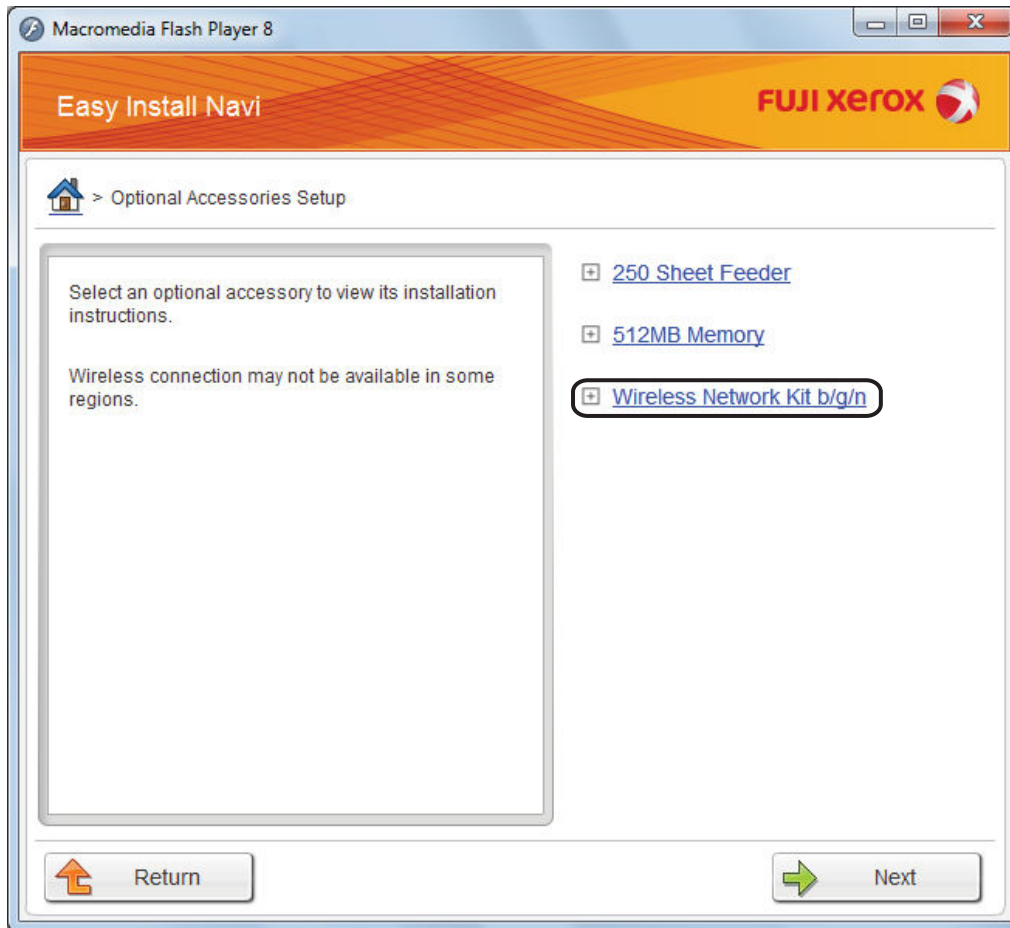 Macromedia Flash Player 8
Easy Install Navi
FUJI xerox
> Optional Accessories Setup
Select an optional accessory to view its installation
instructions.
Wireless connection may not be available in some
regions.
250 Sheet Feeder
512MB Memory
Wireless Network Kit b/g/n
Return
Next